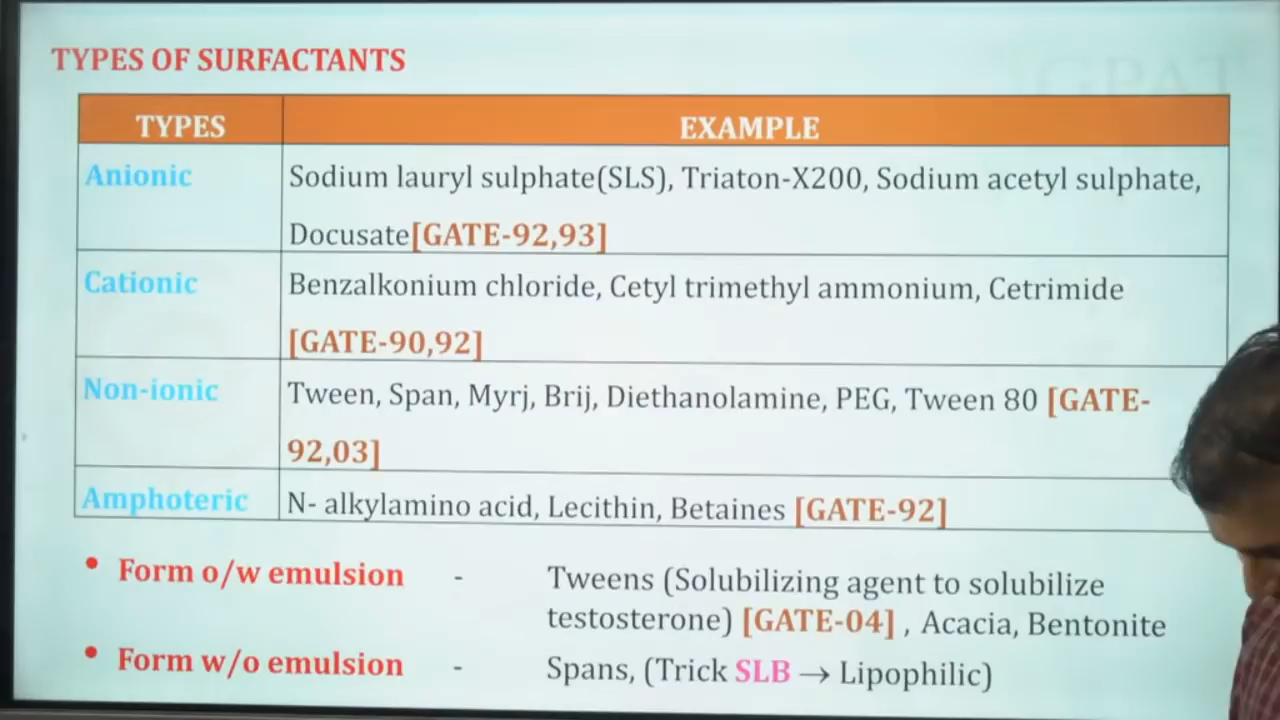 GPAT
TYPES OF SURFACTANTS
TYPES EXAMPLE
Anionic Sodium lauryl sulphate(SLS), Triaton-X200, Sodium acetyl sulphate,
Docusate[GATE-92,93]
Cationic Benzalkonium chloride, Cetyl trimethyl ammonium, Cetrimide
[GATE-90,92]
Non-ionic Tween, Span, Myrj, Brij, Diethanolamine, PEG, Tween 80 [GATE-
92,03]
Amphoteric N- alkylamino acid, Lecithin, Betaines [GATE-92]
• Form o/w emulsion - Tweens (Solubilizing agent to solubilize
testosterone) [GATE-04] , Acacia, Bentonite
• Form w/o emulsion - Spans, (Trick SLB → Lipophilic)